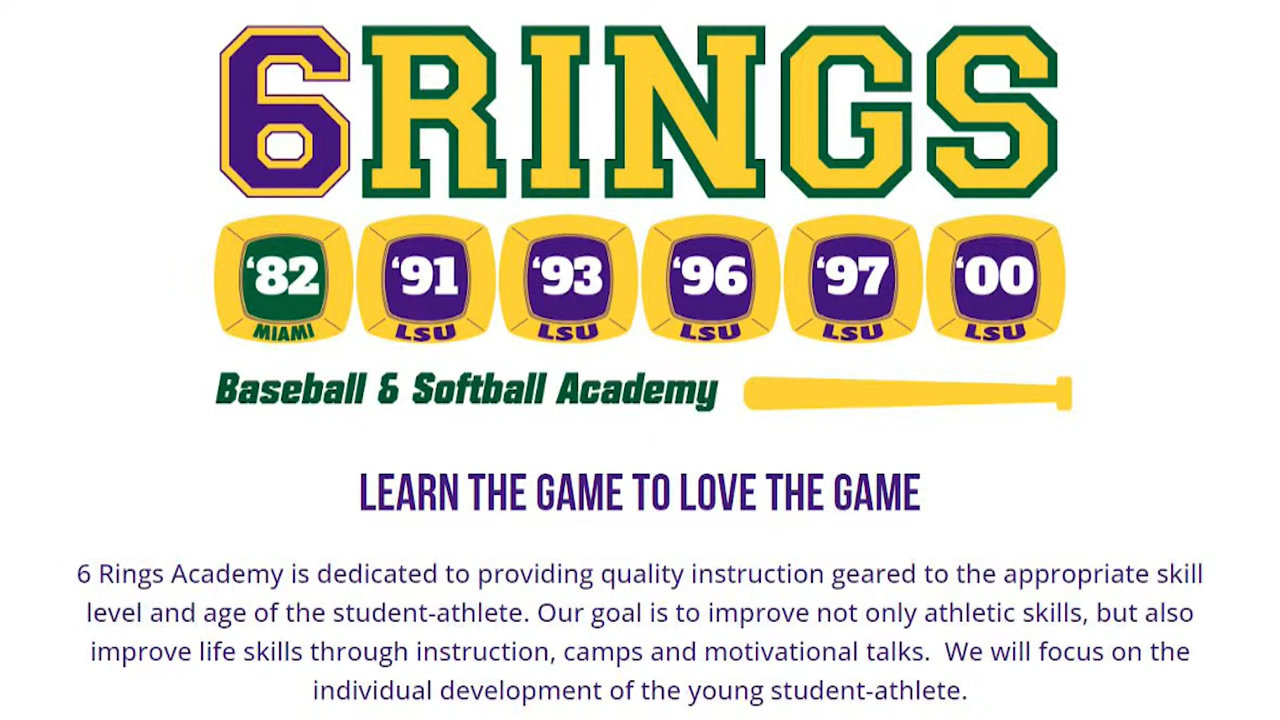 6RINGS
‘82 ‘91 ‘93 ‘96 ‘97 ‘00
MIAMI LSU LSU LSU LSU LSU
Baseball & Softball Academy
LEARN THE GAME TO LOVE THE GAME
6 Rings Academy is dedicated to providing quality instruction geared to the appropriate skill
level and age of the student-athlete. Our goal is to improve not only athletic skills, but also
improve life skills through instruction, camps and motivational talks.  We will focus on the
individual development of the young student-athlete.